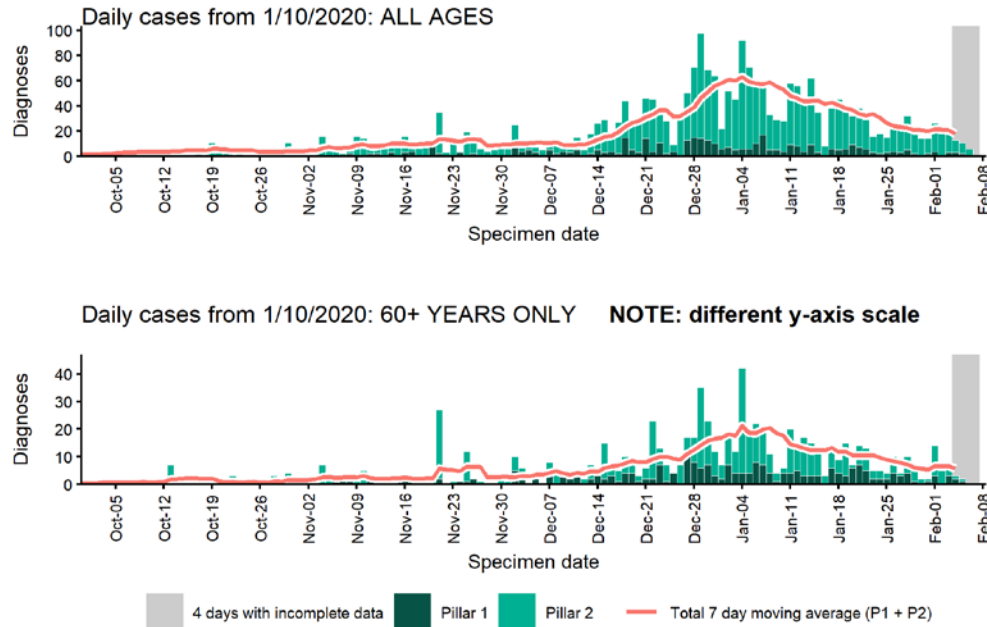 Daily cases from 1/10/2020: ALL AGES
100
80
60
40
20
0
Diagnoses
Oct-05 Oct-12 Oct-19 Oct-26 Nov-02 Nov-09 Nov-16 Nov-23 Nov-30 Dec-07 Dec-14 Dec-21 Dec-28 Jan-04 Jan-11 Jan-18 Jan-25 Feb-01 Feb-08
Specimen date
Daily cases from 1/10/2020: 60+ YEARS ONLY NOTE: different y-axis scale
40
30
20
10
0
Diagnoses
Oct-05 Oct-12 Oct-19 Oct-26 Nov-02 Nov-09 Nov-16 Nov-23 Nov-30 Dec-07 Dec-14 Dec-21 Dec-28 Jan-04 Jan-11 Jan-18 Jan-25 Feb-01 Feb-08
Specimen date
4 days with incomplete data Pillar 1 Pillar 2 Total 7 day moving average (P1 + P2)